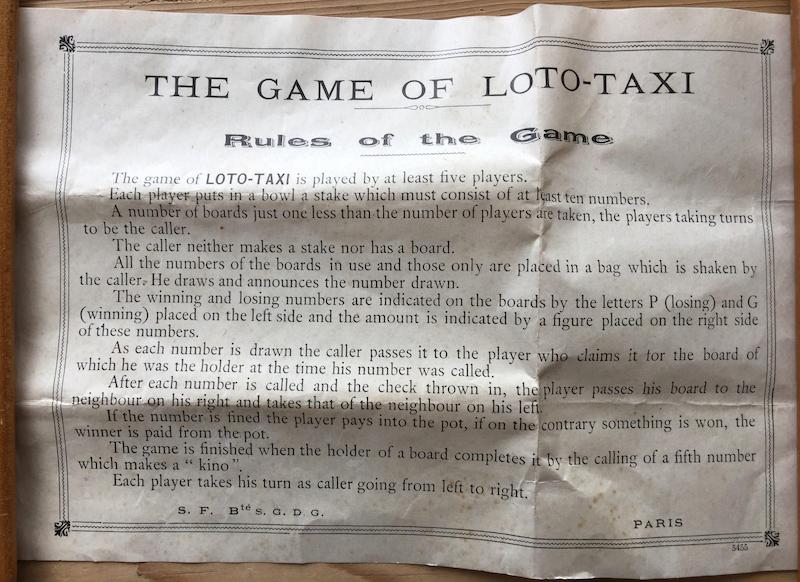 THE GAME OF LOTO-TAXI
Rules of the Game
The game of LOTO-TAXI is played by at least five players.
Each player puts in a bowl a stake which must consist of at least ten numbers.
A number of boards just one less than the number of players are taken, the players taking turns
to be the caller.
The caller neither makes a stake nor has a board.
All the numbers of the boards in use and those only are placed in a bag which is shaken by
the caller. He draws and announces the number drawn.
The winning and losing numbers are indicated on the boards by the letters P (losing) and G
(winning) placed on the left side and the amount is indicated by a figure placed on the right side
of these numbers.
As each number is drawn the caller passes it to the player who claims it for the board of
which he was the holder at the time his number was called.
After each number is called and the check thrown in, the player passes his board to the
neighbour on his right and takes that of the neighbour on his left.
If the number is fined the player pays into the pot, if on the contrary something is won, the
winner is paid from the pot.
The game is finished when the holder of a board completes it by the calling of a fifth number
which makes a “ kino ”.
Each player takes his turn as caller going from left to right.
S. F. Bté S. G. D. G.
PARIS
5455